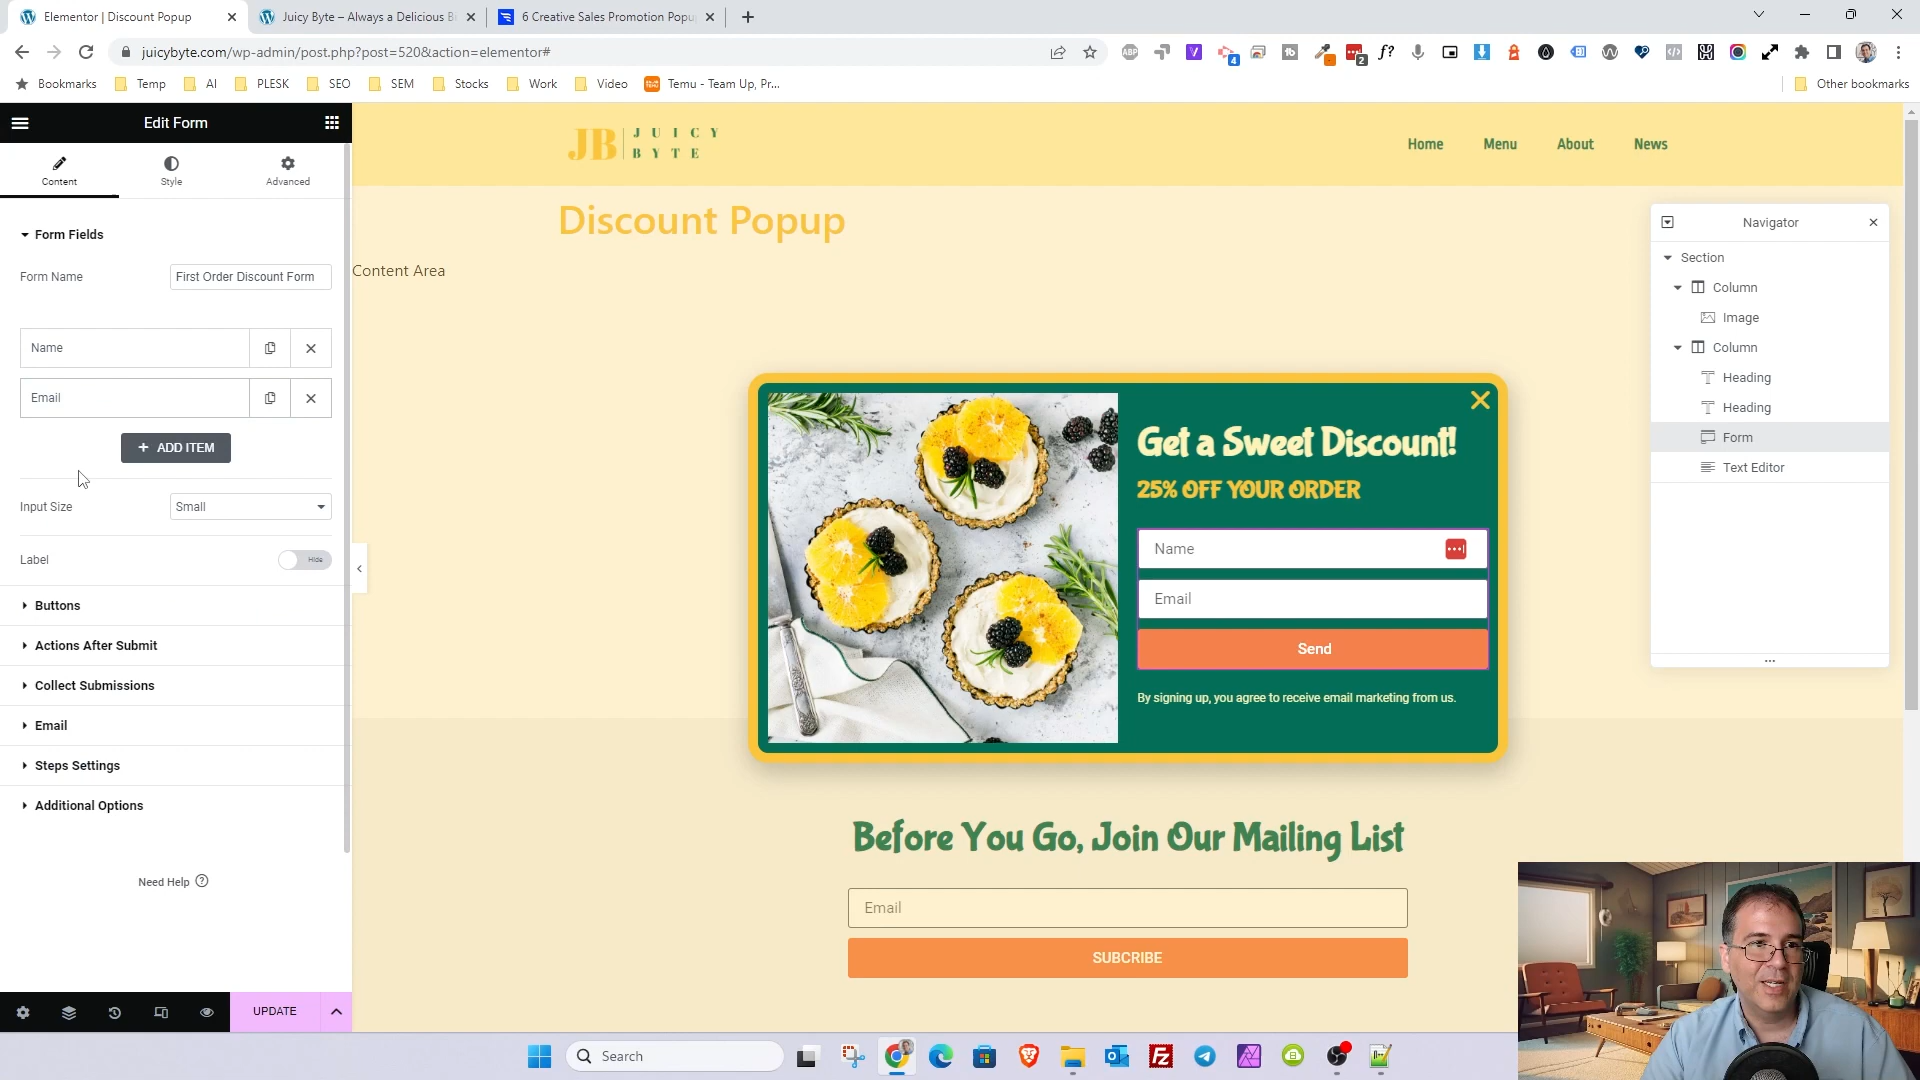 Elementor | Discount Popup
Juicy Byte – Always a Delicious B
6 Creative Sales Promotion Popu
juicybyte.com/wp-admin/post.php?post=520&action=elementor#
Bookmarks
Temp
AI
PLESK
SEO
SEM
Stocks
Work
Video
Temu - Team Up, Pr...
Other bookmarks
Edit Form
Content
Style
Advanced
Form Fields
Form Name
First Order Discount Form
Name
Email
+ ADD ITEM
Input Size
Small
Label
Hide
Buttons
Actions After Submit
Collect Submissions
Email
Steps Settings
Additional Options
Need Help
UPDATE
JB
JUICY
BYTE
Home
Menu
About
News
Discount Popup
Content Area
Get a Sweet Discount!
25% OFF YOUR ORDER
Name
Email
Send
By signing up, you agree to receive email marketing from us.
Before You Go, Join Our Mailing List
Email
SUBCRIBE
Navigator
Section
Column
Image
Column
Heading
Heading
Form
Text Editor
Search